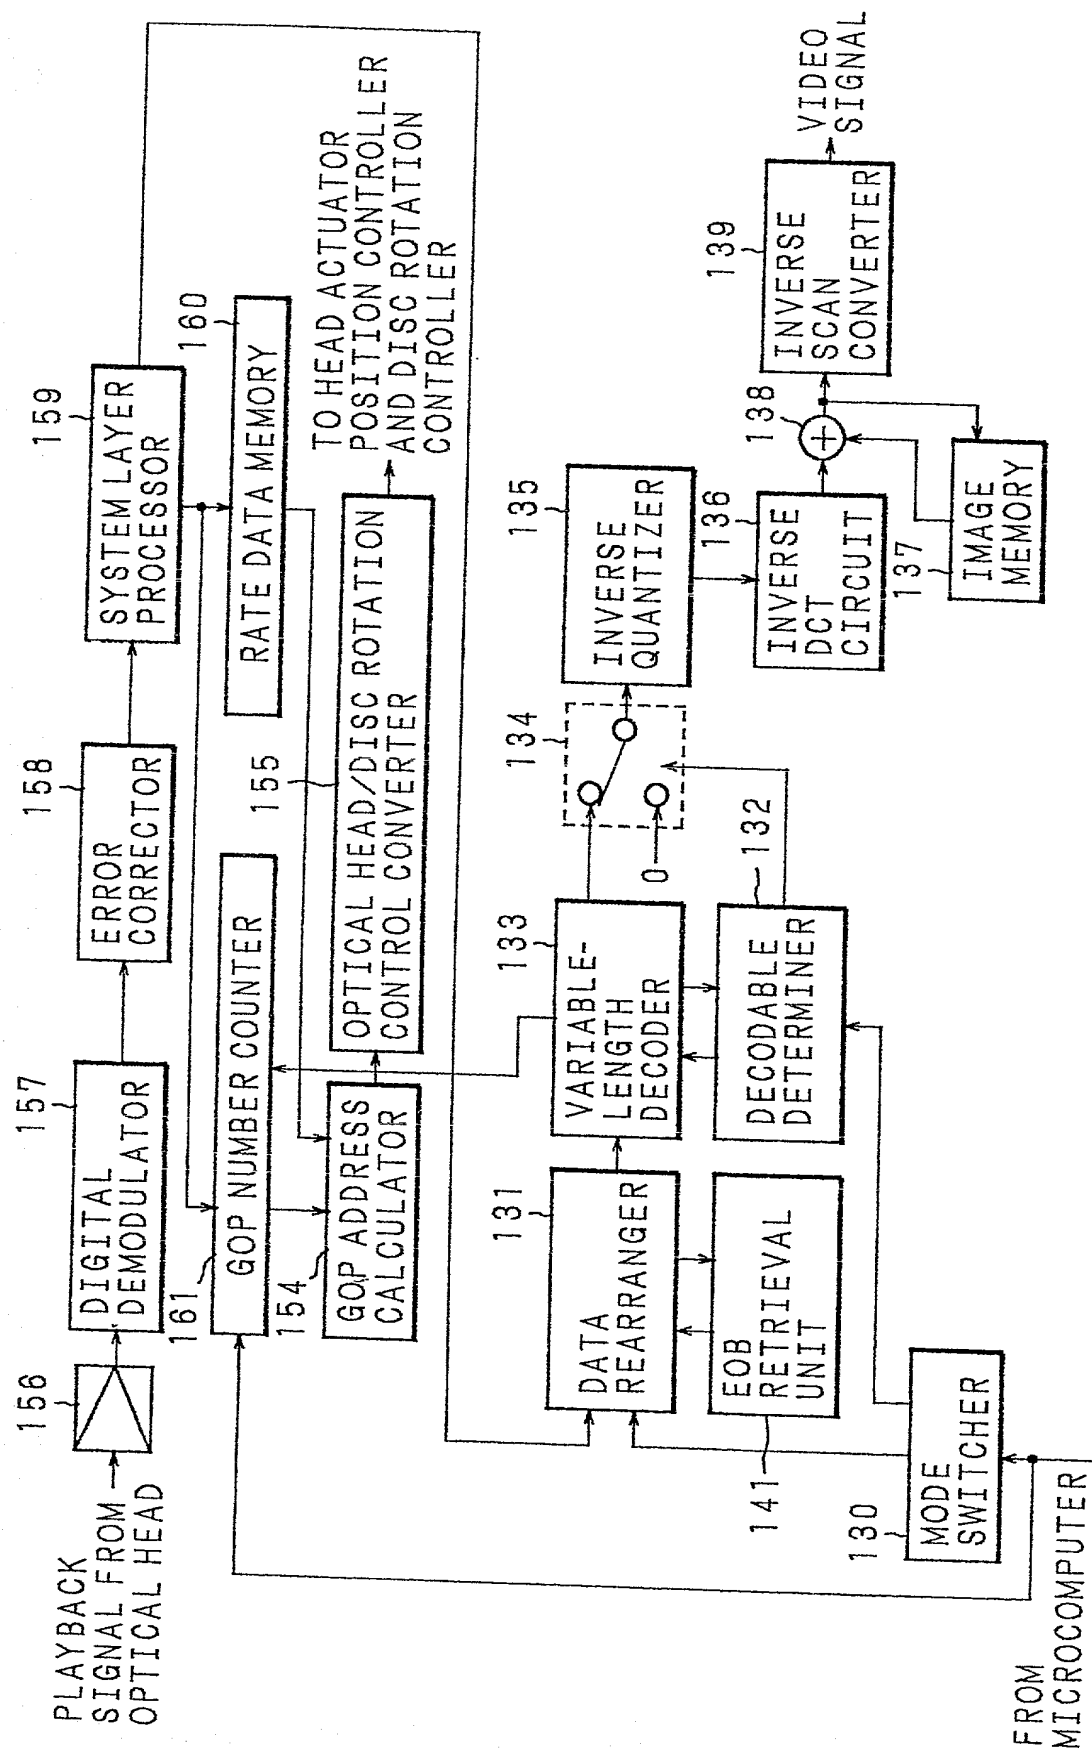 PLAYBACK
SIGNAL FROM
OPTICAL HEAD
156
157
DIGITAL
DEMODULATOR
158
ERROR
CORRECTOR
159
SYSTEM LAYER
PROCESSOR
160
RATE DATA MEMORY
161
GOP NUMBER COUNTER
154
GOP ADDRESS
CALCULATOR
155
OPTICAL HEAD/DISC ROTATION
CONTROL CONVERTER
TO HEAD ACTUATOR
POSITION CONTROLLER
AND DISC ROTATION
CONTROLLER
131
DATA
REARRANGER
133
VARIABLE-
LENGTH
DECODER
134
0
135
INVERSE
QUANTIZER
141
EOB
RETRIEVAL
UNIT
132
DECODABLE
DETERMINER
136
INVERSE
DCT
CIRCUIT
138
+
139
INVERSE
SCAN
CONVERTER
VIDEO
SIGNAL
137
IMAGE
MEMORY
130
MODE
SWITCHER
FROM
MICROCOMPUTER